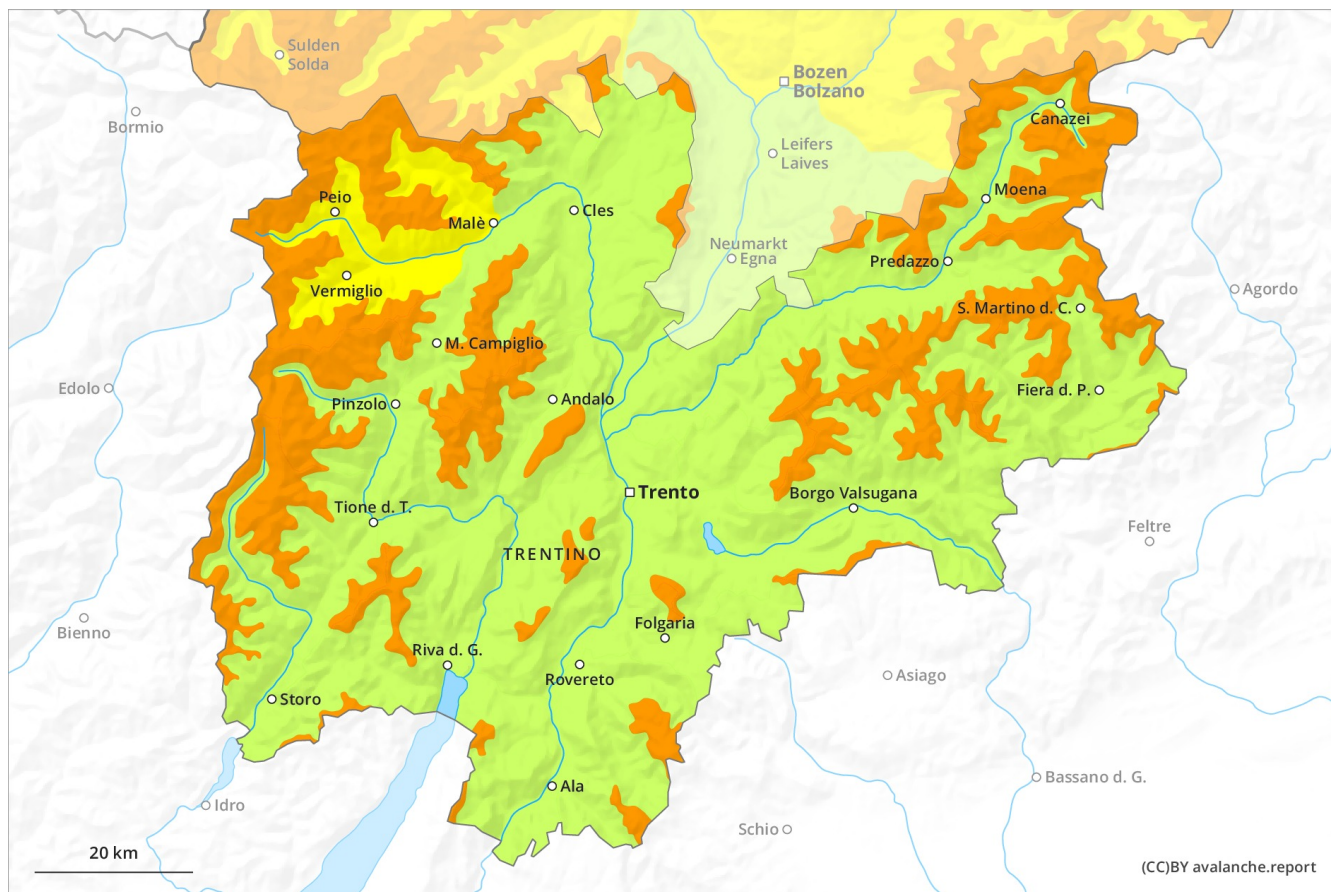 Sulden
Solda
Bozen
Bolzano
Bormio
Canazei
Leifers
Laives
Moena
Peio
Cles
Malè
Neumarkt
Egna
Predazzo
Vermiglio
Agordo
S. Martino d. C.
M. Campiglio
Edolo
Fiera d. P.
Pinzolo
Andalo
Trento
Borgo Valsugana
Tione d. T.
Feltre
TRENTINO
Bienno
Folgaria
Riva d. G.
Rovereto
Asiago
Storo
Bassano d. G.
Ala
Idro
Schio
20 km
(CC)BY avalanche.report